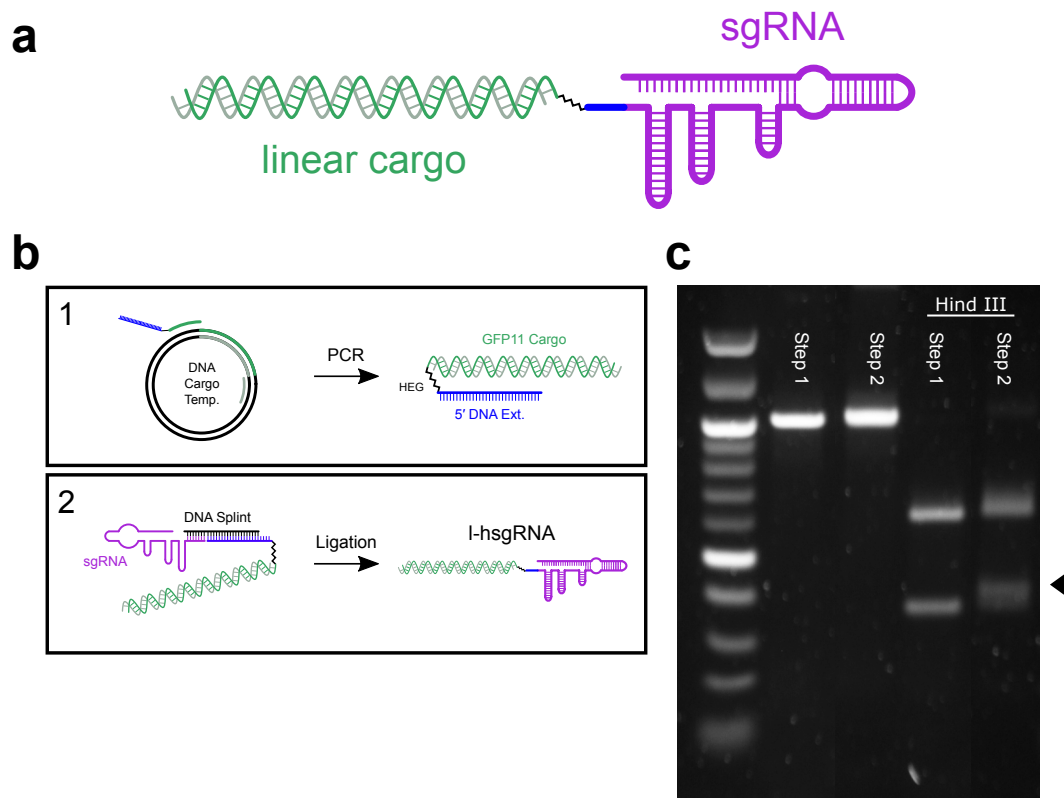 a
sgRNA
linear cargo
b
c
1
DNA
Cargo
Temp.
PCR
GFP11 Cargo
HEG
5′ DNA Ext.
2
DNA Splint
sgRNA
Ligation
l-hsgRNA
Hind III
Step 1
Step 2
Step 1
Step 2